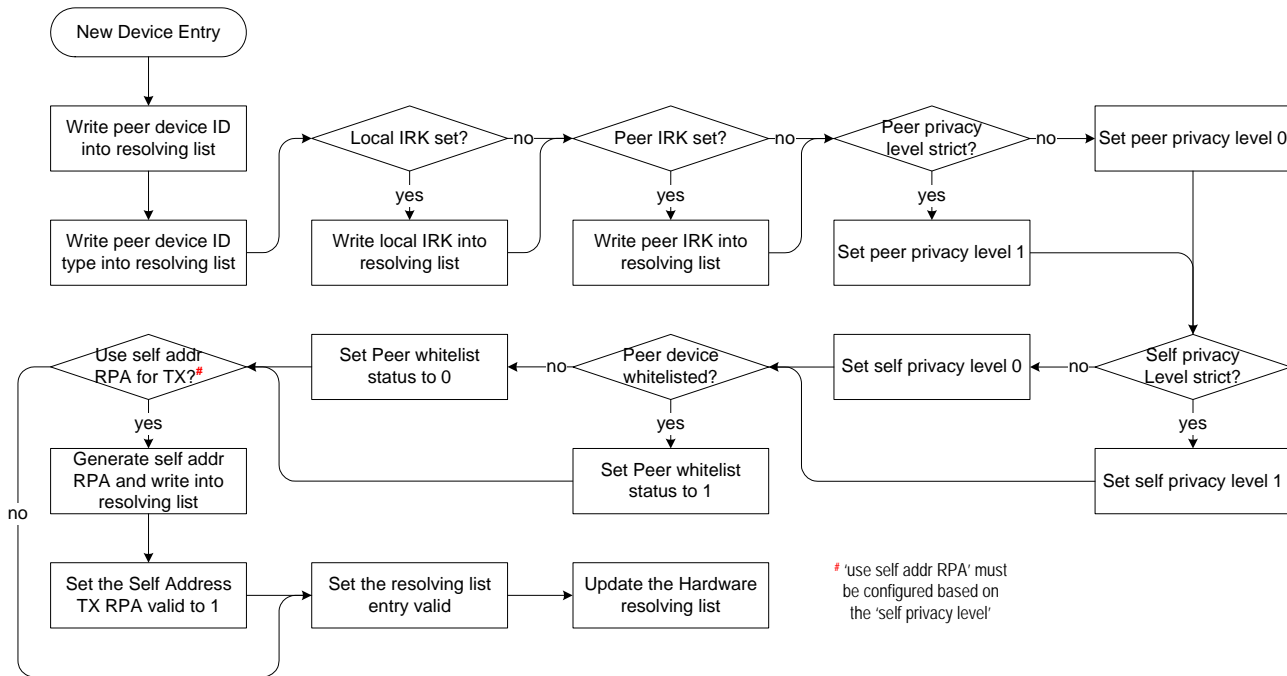 New Device Entry
Write peer device ID
into resolving list
Write peer device ID
type into resolving list
Local IRK set?
no
yes
Write local IRK into
resolving list
Peer IRK set?
no
yes
Write peer IRK into
resolving list
Peer privacy
level strict?
no
yes
Set peer privacy level 0
Set peer privacy level 1
Self privacy
Level strict?
no
yes
Set self privacy level 0
Set self privacy level 1
Peer device
whitelisted?
no
yes
Set Peer whitelist
status to 0
Set Peer whitelist
status to 1
Use self addr
RPA for TX?#
yes
no
Generate self addr
RPA and write into
resolving list
Set the Self Address
TX RPA valid to 1
Set the resolving list
entry valid
Update the Hardware
resolving list
# 'use self addr RPA' must
be configured based on
the 'self privacy level'